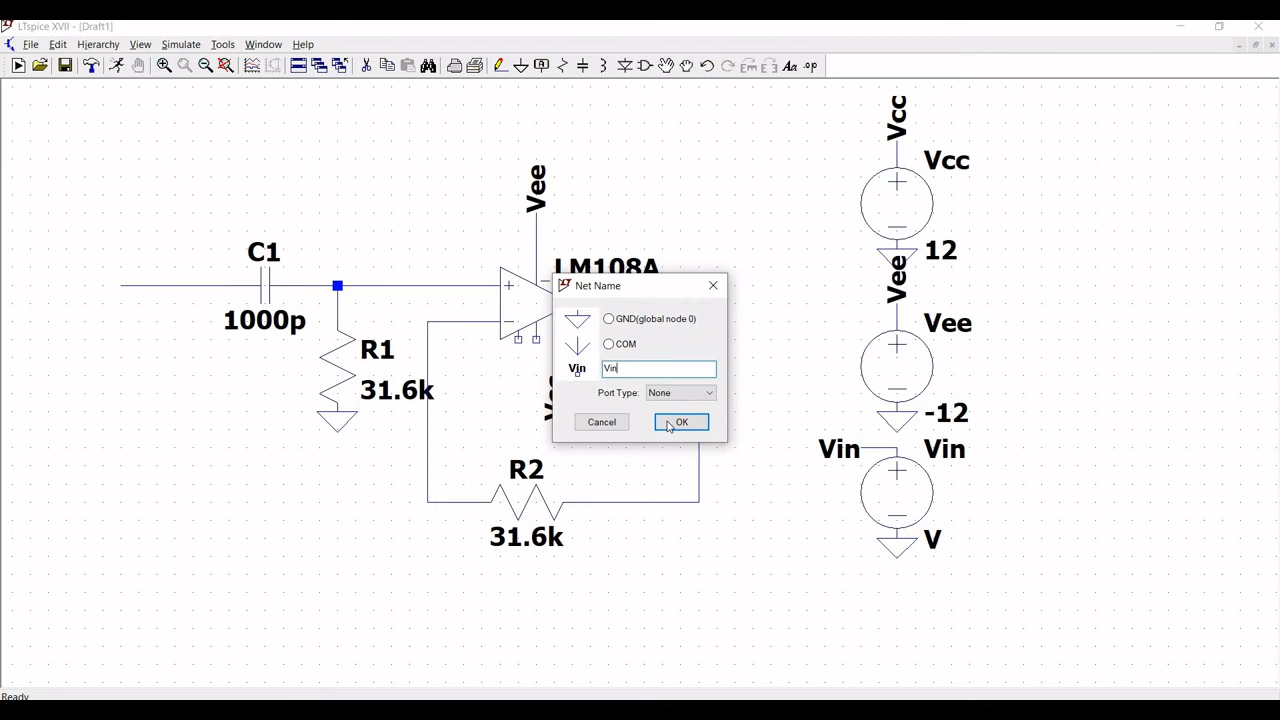 LTspice XVII - [Draft1]
File Edit Hierarchy View Simulate Tools Window Help
Aa .op
Vcc
Vcc
12
Vee
LM108A
C1
1000p
R1
31.6k
Net Name
GND(global node 0)
COM
Vin
Vin
Port Type: None
Cancel OK
Vee
Vee
-12
R2
31.6k
Vin
Vin
V
Ready